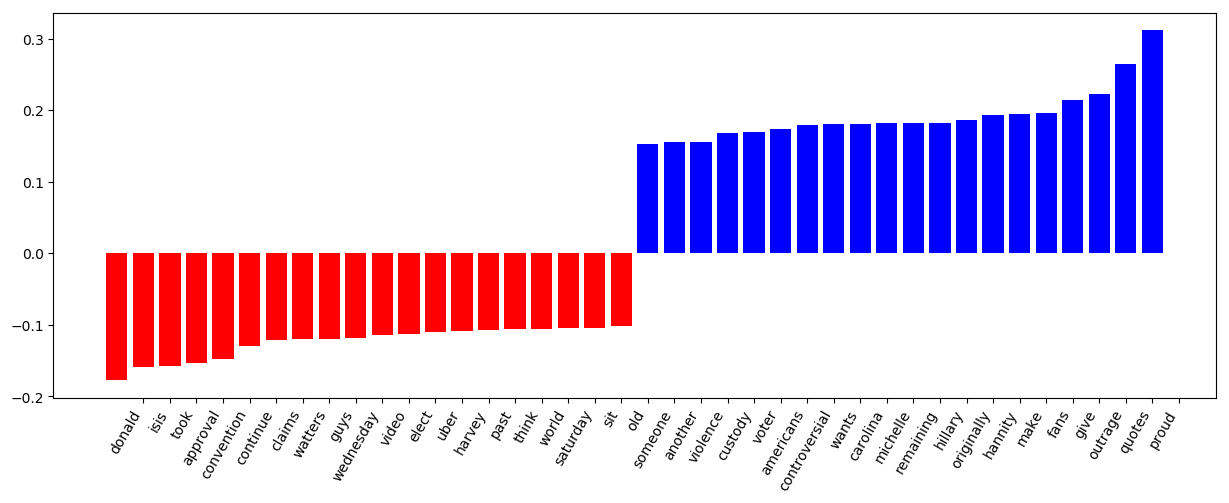 0.3
0.2
0.1
0.0
−0.1
−0.2
donald
isis
took
approval
convention
continue
claims
watters
guys
wednesday
video
elect
uber
harvey
past
think
world
saturday
sit
old
someone
another
violence
custody
voter
americans
controversial
wants
carolina
michelle
remaining
hillary
originally
hannity
make
fans
give
outrage
quotes
proud